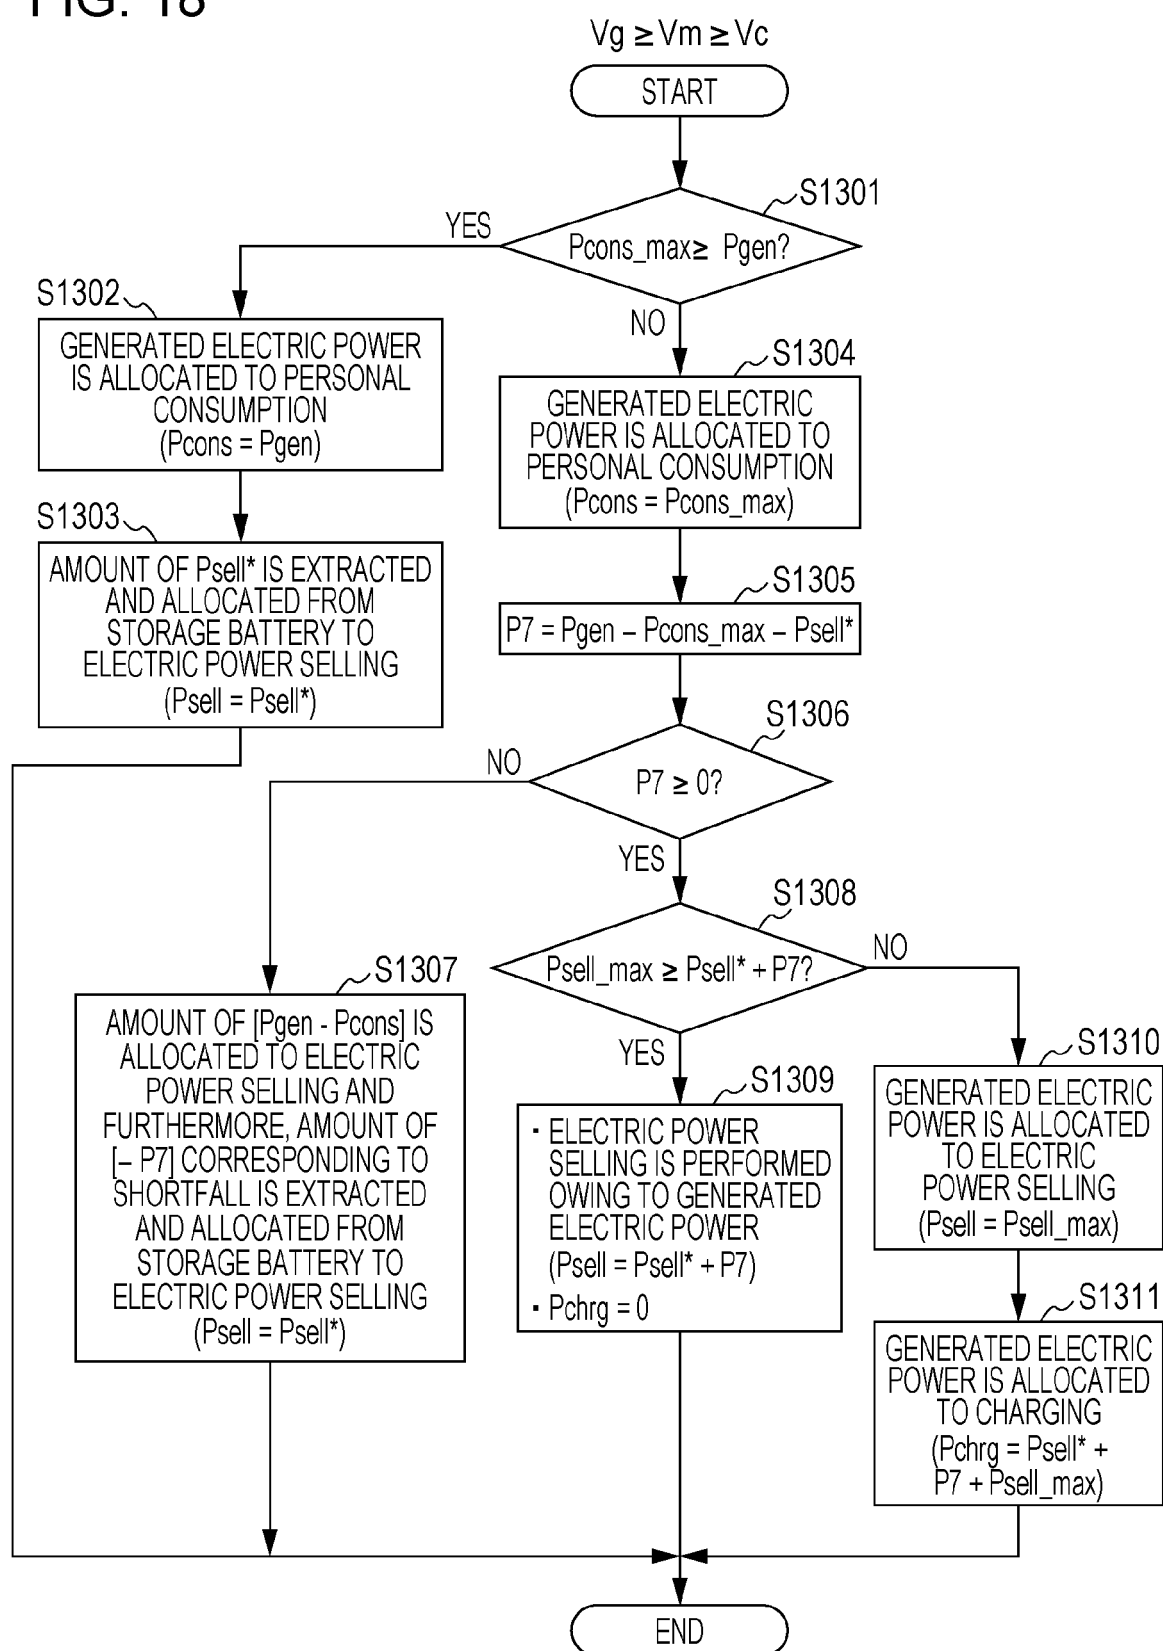 FIG. 18
Vg ≥ Vm ≥ Vc
START
S1301
YES
Pcons_max ≥ Pgen?
NO
S1302
GENERATED ELECTRIC POWER
IS ALLOCATED TO PERSONAL
CONSUMPTION
(Pcons = Pgen)
S1303
AMOUNT OF Psell* IS EXTRACTED
AND ALLOCATED FROM
STORAGE BATTERY TO
ELECTRIC POWER SELLING
(Psell = Psell*)
S1304
GENERATED ELECTRIC
POWER IS ALLOCATED TO
PERSONAL CONSUMPTION
(Pcons = Pcons_max)
S1305
P7 = Pgen – Pcons_max – Psell*
S1306
NO
P7 ≥ 0?
YES
S1307
AMOUNT OF [Pgen - Pcons] IS
ALLOCATED TO ELECTRIC
POWER SELLING AND
FURTHERMORE, AMOUNT OF
[– P7] CORRESPONDING TO
SHORTFALL IS EXTRACTED
AND ALLOCATED FROM
STORAGE BATTERY TO
ELECTRIC POWER SELLING
(Psell = Psell*)
S1308
Psell_max ≥ Psell* + P7?
NO
YES
S1309
▪ ELECTRIC POWER
SELLING IS PERFORMED
OWING TO GENERATED
ELECTRIC POWER
(Psell = Psell* + P7)
▪ Pchrg = 0
S1310
GENERATED ELECTRIC
POWER IS ALLOCATED
TO ELECTRIC
POWER SELLING
(Psell = Psell_max)
S1311
GENERATED ELECTRIC
POWER IS ALLOCATED
TO CHARGING
(Pchrg = Psell* +
P7 + Psell_max)
END